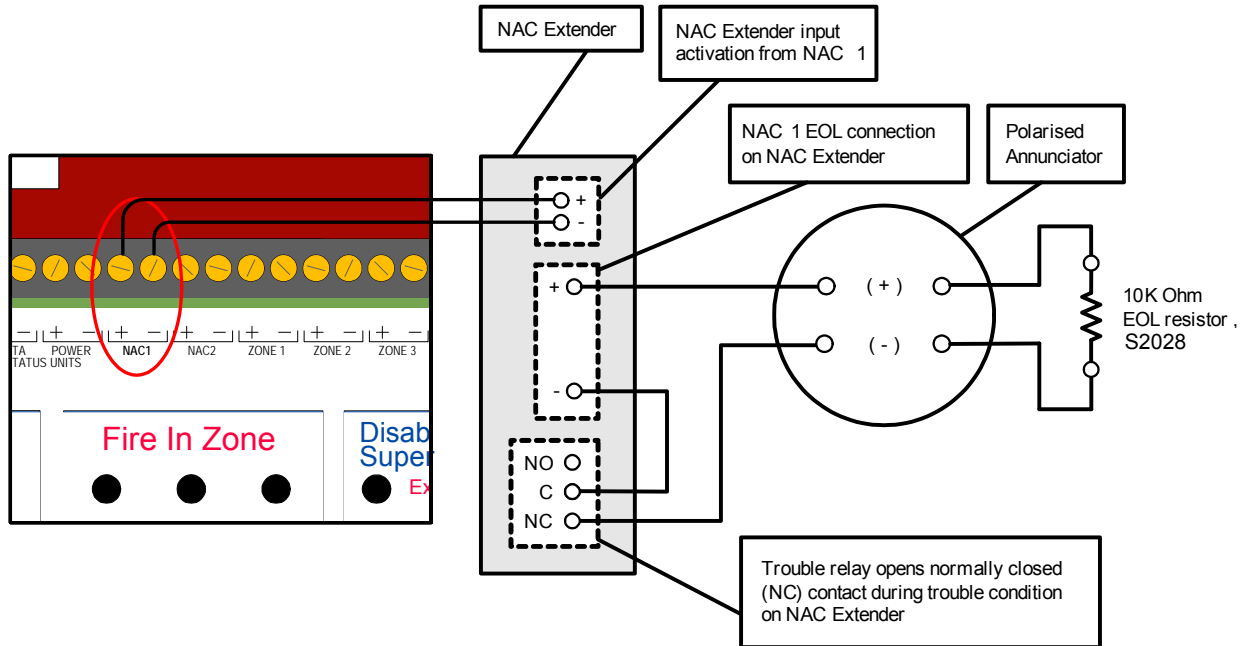 NAC Extender
NAC Extender input
activation from NAC 1
NAC 1 EOL connection
on NAC Extender
Polarised
Annunciator
+
-
+
-
NO
C
NC
(+)
(-)
10K Ohm
EOL resistor ,
S2028
Trouble relay opens normally closed
(NC) contact during trouble condition
on NAC Extender
− + − + − + − + − + − + −
TA POWER NAC1 NAC2 ZONE 1 ZONE 2 ZONE 3
TATUS UNITS
Fire In Zone
Disab
Super
Ex